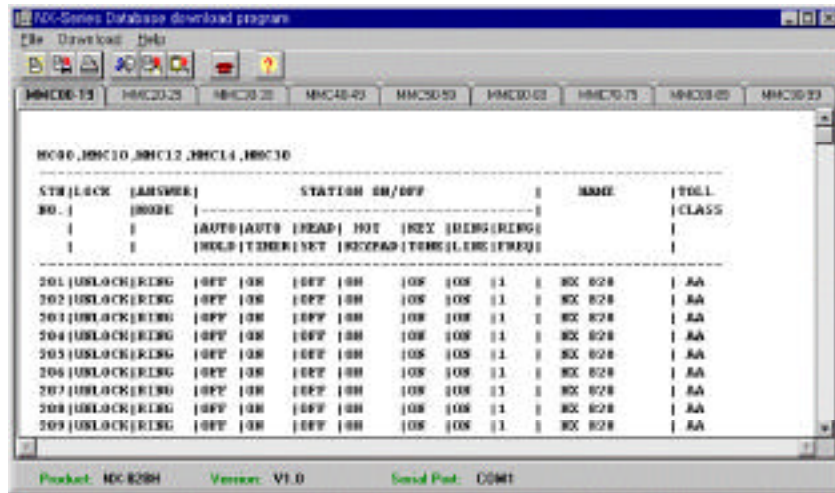 NX-Series Database download program
File Download Help
MMC00-19 MMC20-29 MMC30-39 MMC40-49 MMC50-59 MMC60-69 MMC70-79 MMC80-89 MMC90-99
MC00,MMC10,MMC12,MMC14,MMC30
STN|LOCK |ANSWER| STATION ON/OFF | NAME |TOLL
NO. | |MODE |-----------------------------------------| |CLASS
| | |AUTO|AUTO |HEAD| HOT |KEY |RING|RING| |
| | |HOLD|TIMER|SET |KEYPAD|TONE|LINE|FREQ| |
201|UNLOCK|RING |OFF |ON |OFF |ON |ON |ON |1 | NX 820 | AA
202|UNLOCK|RING |OFF |ON |OFF |ON |ON |ON |1 | NX 820 | AA
203|UNLOCK|RING |OFF |ON |OFF |ON |ON |ON |1 | NX 820 | AA
204|UNLOCK|RING |OFF |ON |OFF |ON |ON |ON |1 | NX 820 | AA
205|UNLOCK|RING |OFF |ON |OFF |ON |ON |ON |1 | NX 820 | AA
206|UNLOCK|RING |OFF |ON |OFF |ON |ON |ON |1 | NX 820 | AA
207|UNLOCK|RING |OFF |ON |OFF |ON |ON |ON |1 | NX 820 | AA
208|UNLOCK|RING |OFF |ON |OFF |ON |ON |ON |1 | NX 820 | AA
209|UNLOCK|RING |OFF |ON |OFF |ON |ON |ON |1 | NX 820 | AA
Product: NX-828H Version: V1.0 Serial Port: COM1